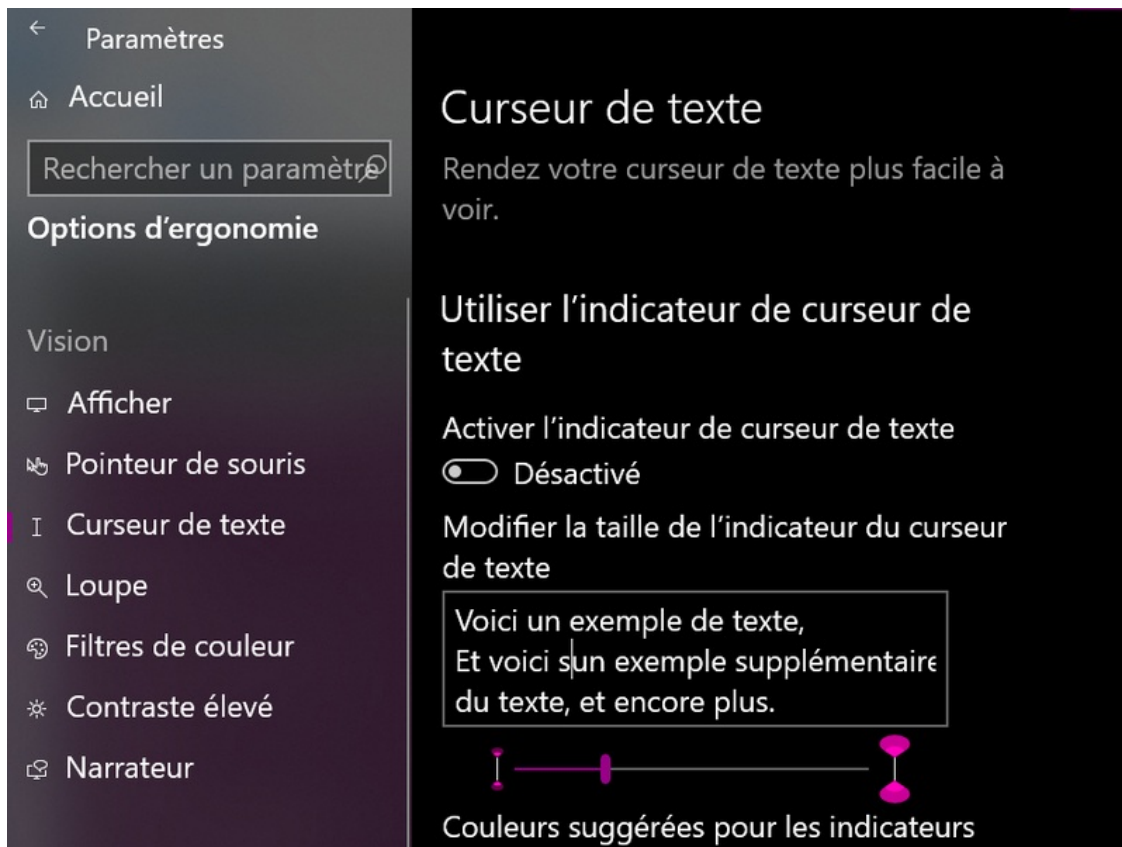 Paramètres
Accueil
Rechercher un paramètre
Options d’ergonomie
Vision
Afficher
Pointeur de souris
Curseur de texte
Loupe
Filtres de couleur
Contraste élevé
Narrateur
Curseur de texte
Rendez votre curseur de texte plus facile à
voir.
Utiliser l’indicateur de curseur de
texte
Activer l’indicateur de curseur de texte
Désactivé
Modifier la taille de l’indicateur du curseur
de texte
Voici un exemple de texte,
Et voici sun exemple supplémentaire
du texte, et encore plus.
Couleurs suggérées pour les indicateurs